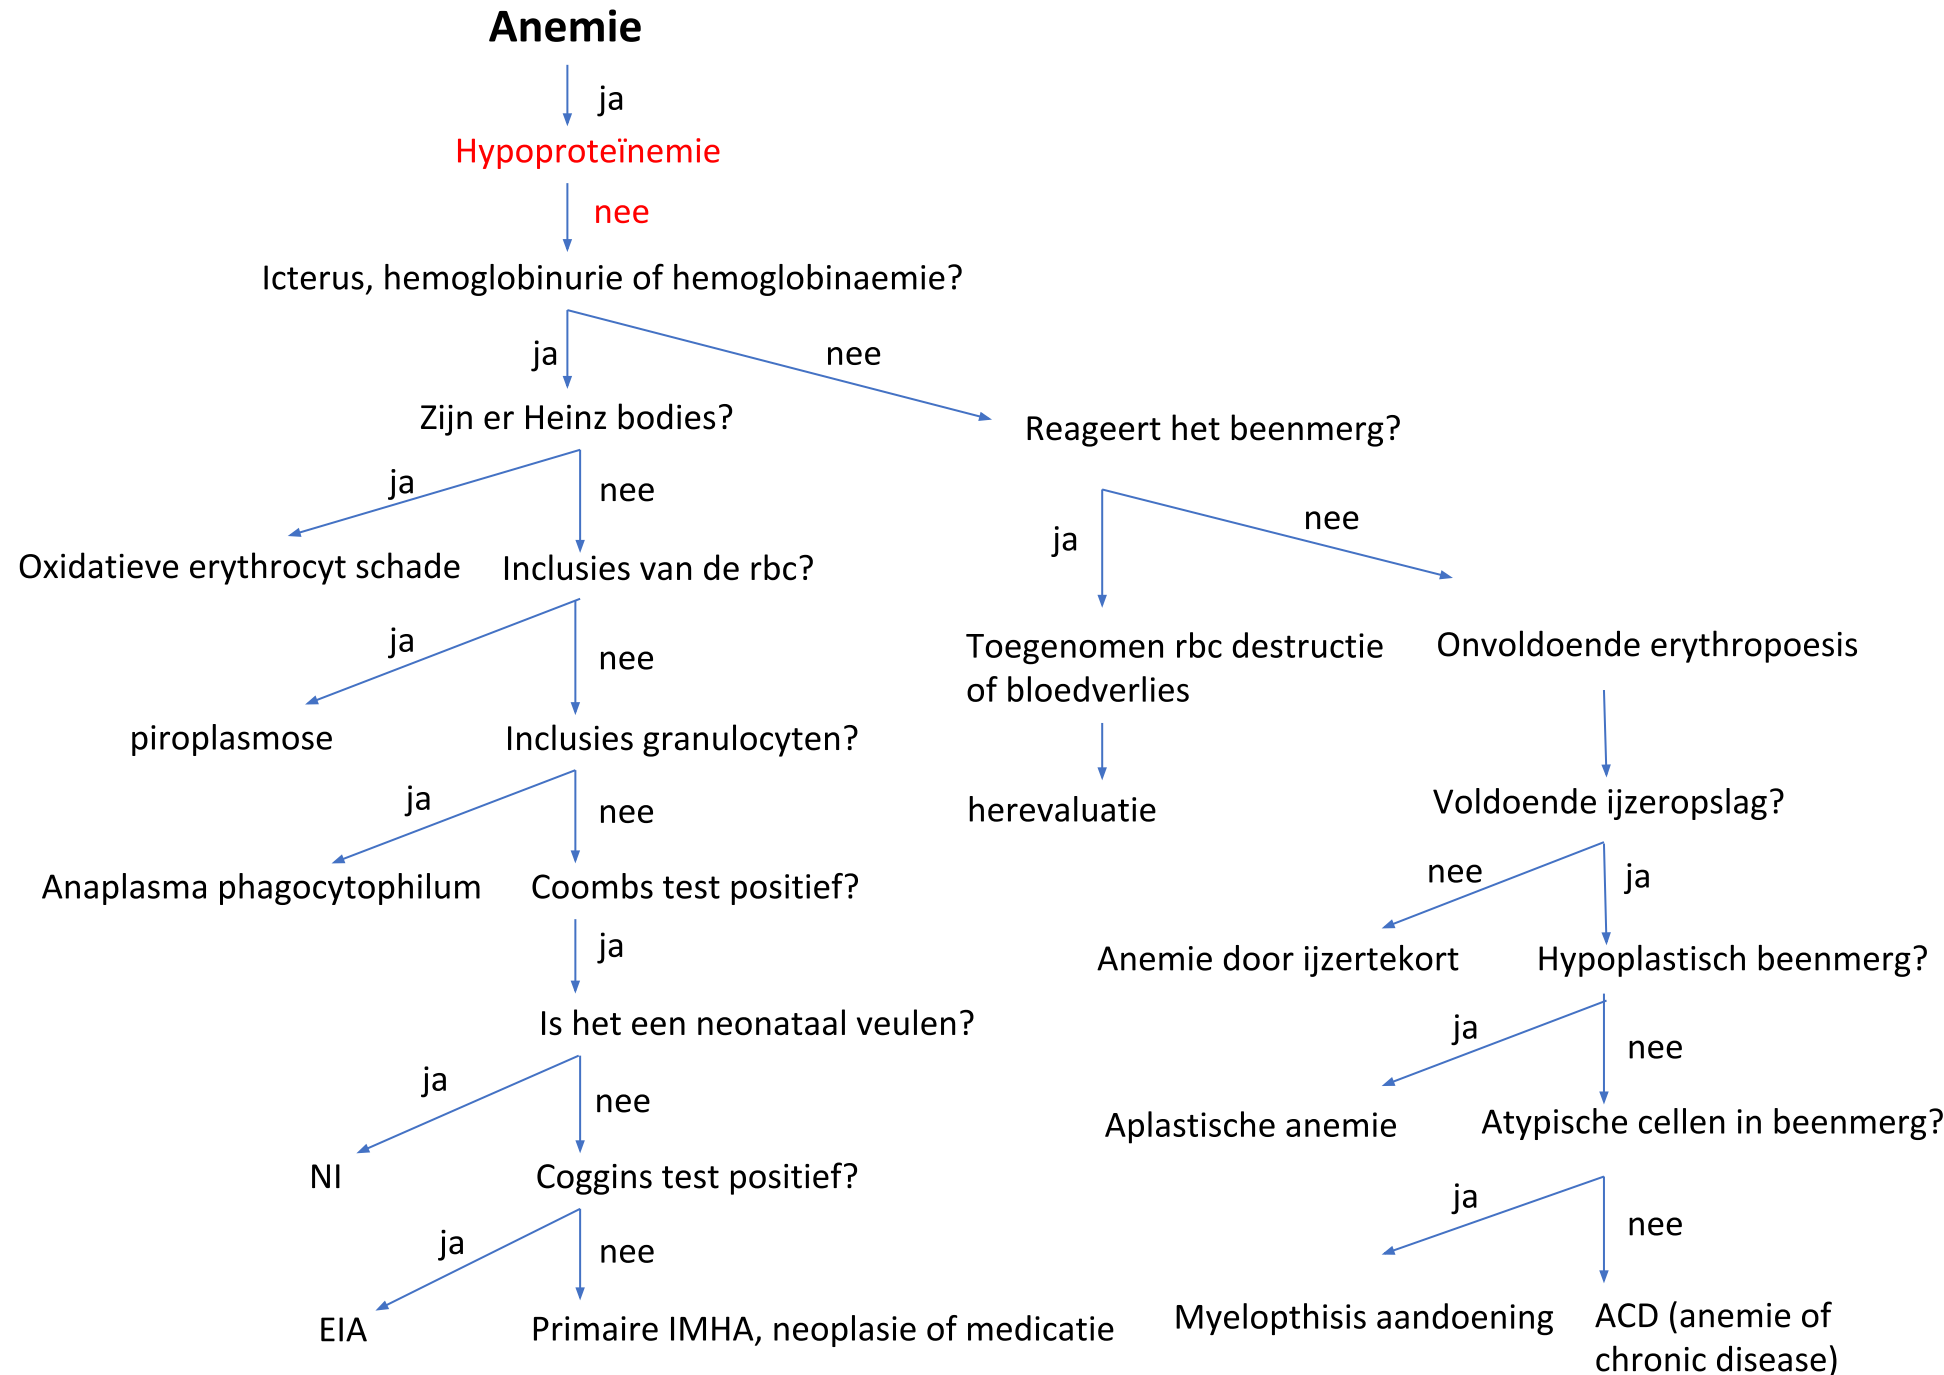 Anemie
ja
Hypoproteïnemie
nee
Icterus, hemoglobinurie of hemoglobinaemie?
ja
nee
Zijn er Heinz bodies?
Reageert het beenmerg?
ja
nee
nee
ja
Oxidatieve erythrocyt schade
Inclusies van de rbc?
ja
nee
Toegenomen rbc destructie
of bloedverlies
Onvoldoende erythropoesis
piroplasmose
Inclusies granulocyten?
ja
nee
herevaluatie
Voldoende ijzeropslag?
nee
ja
Anaplasma phagocytophilum
Coombs test positief?
ja
Anemie door ijzertekort
Hypoplastisch beenmerg?
Is het een neonataal veulen?
ja
nee
ja
nee
Aplastische anemie
Atypische cellen in beenmerg?
NI
Coggins test positief?
ja
nee
ja
nee
EIA
Primaire IMHA, neoplasie of medicatie
Myelopthisis aandoening
ACD (anemie of
chronic disease)